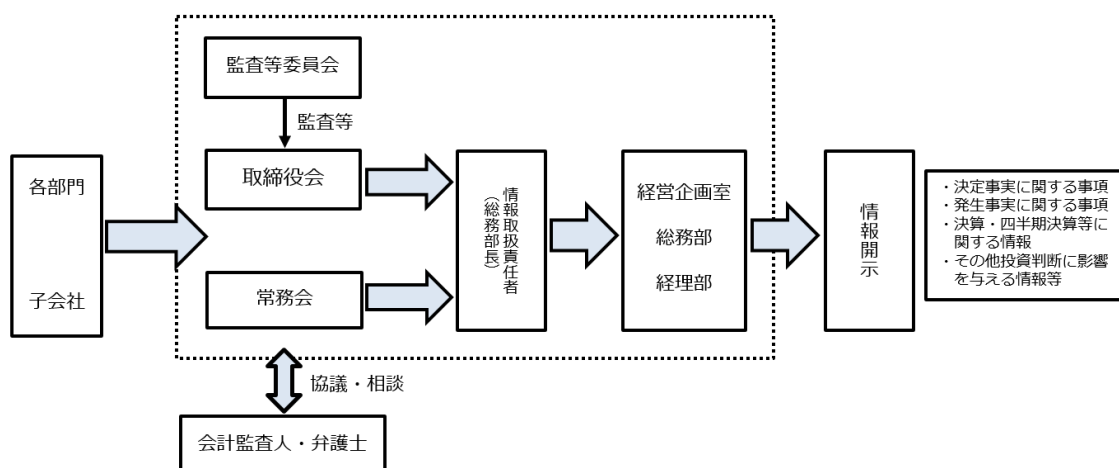 監査等委員会
監査等
各部門
子会社
取締役会
常務会
情報取扱責任者
（総務部長）
経営企画室
総務部
経理部
情報開示
・決定事実に関する事項
・発生事実に関する事項
・決算・四半期決算等に
関する情報
・その他投資判断に影響
を与える情報等
協議・相談
会計監査人・弁護士